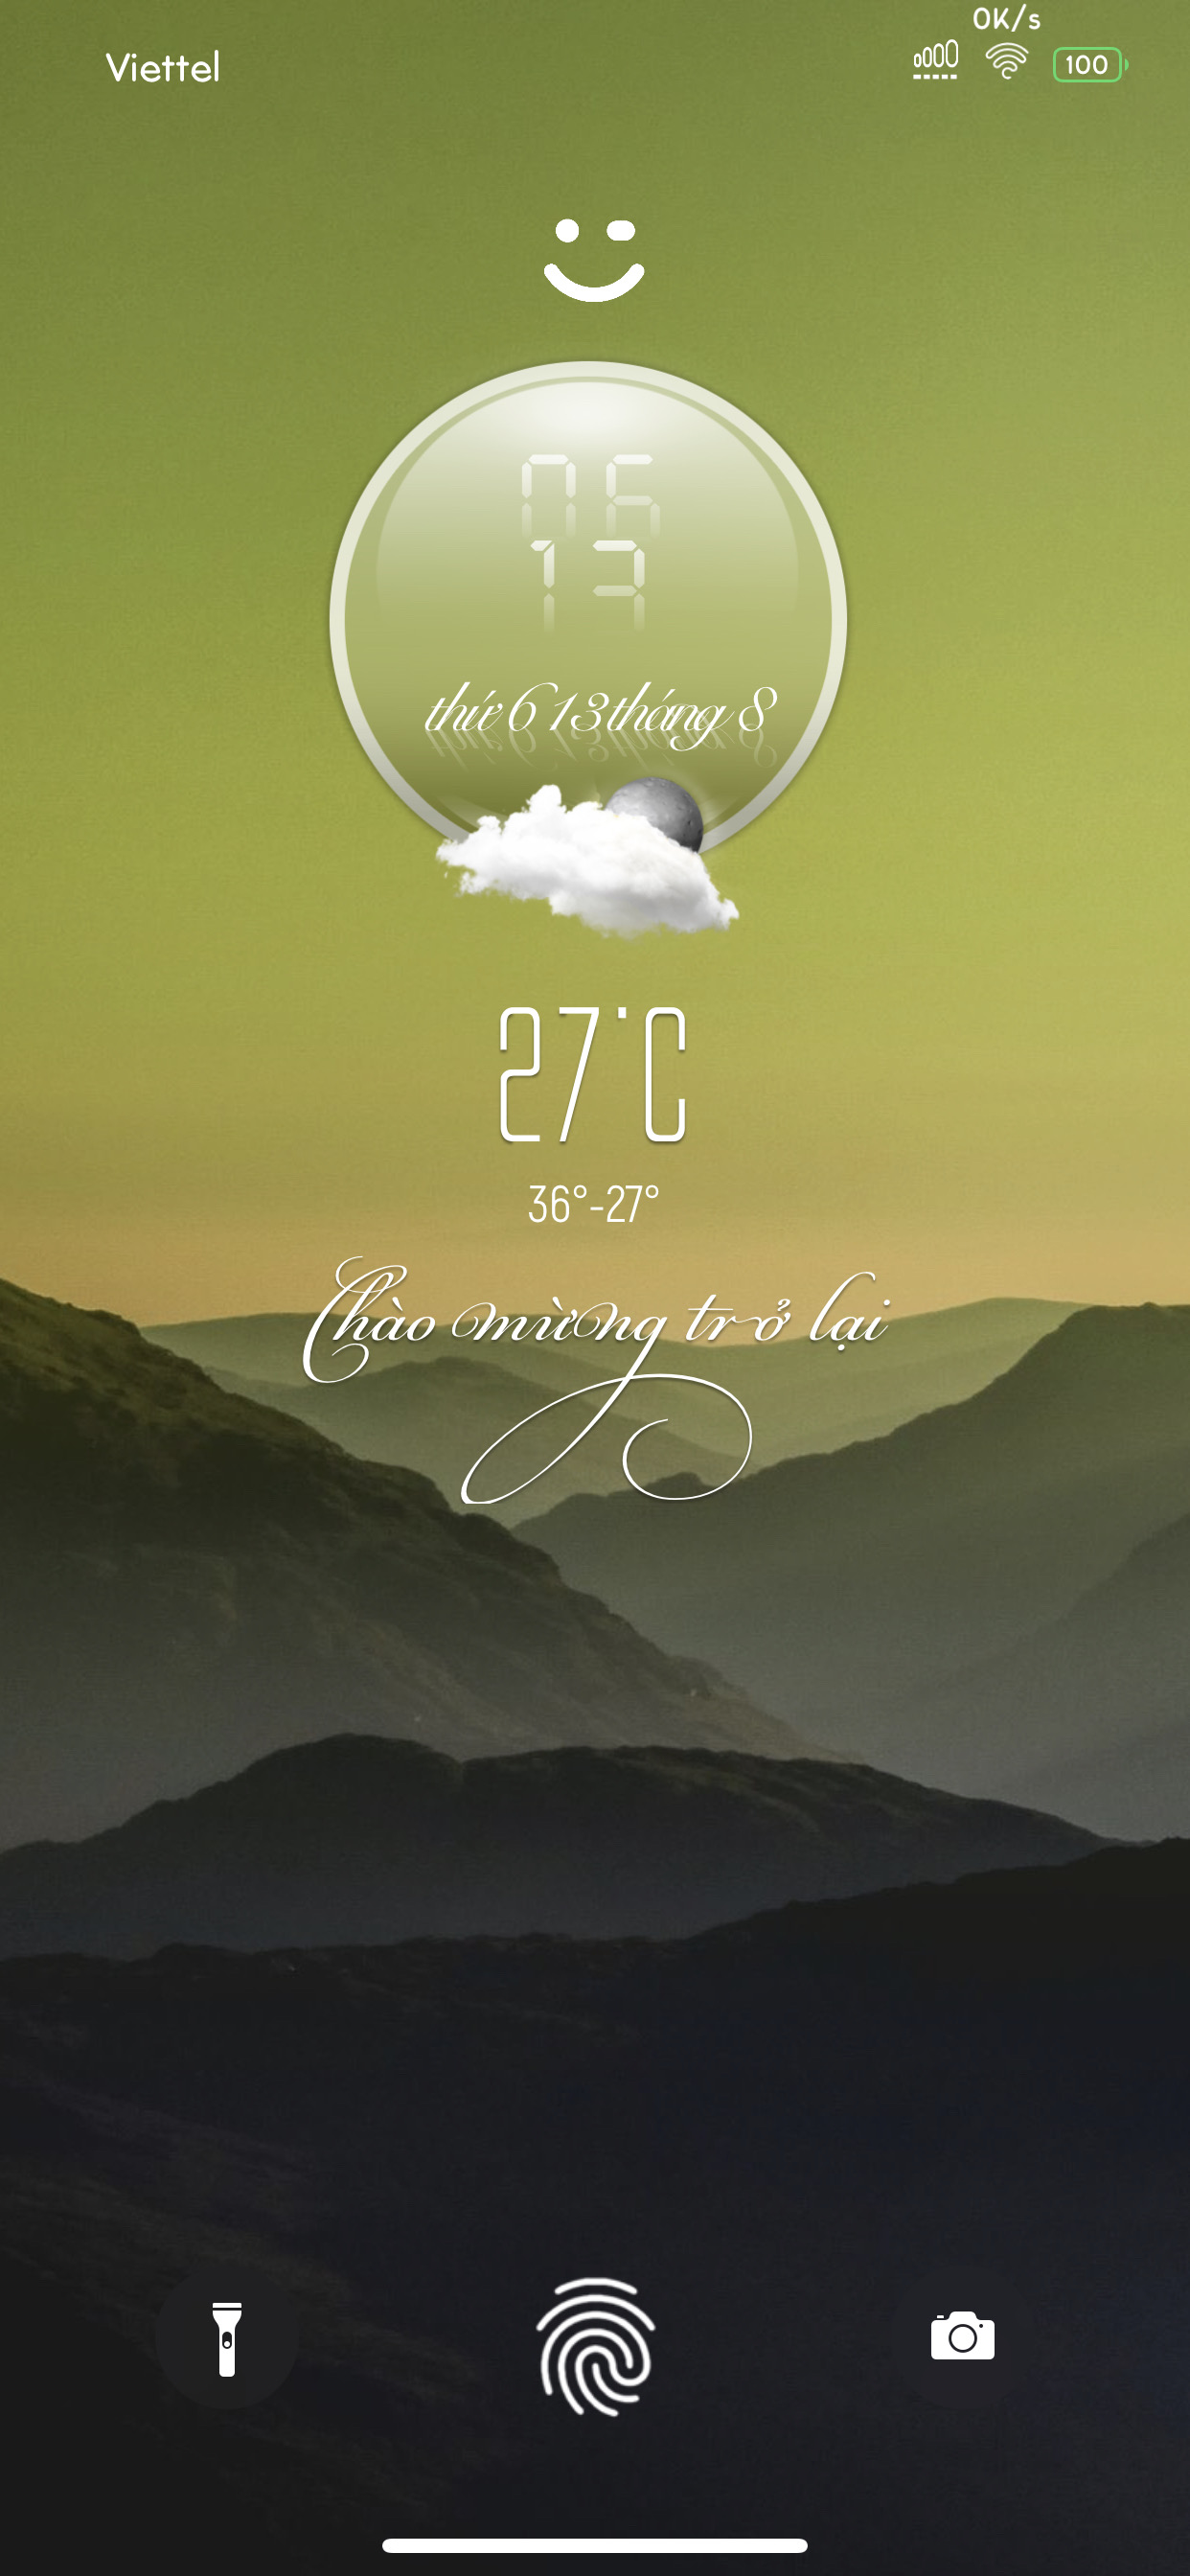 0K/s
Viettel
100
06
13
thứ 6 13 tháng 8
27°C
36°-27°
Chào mừng trở lại